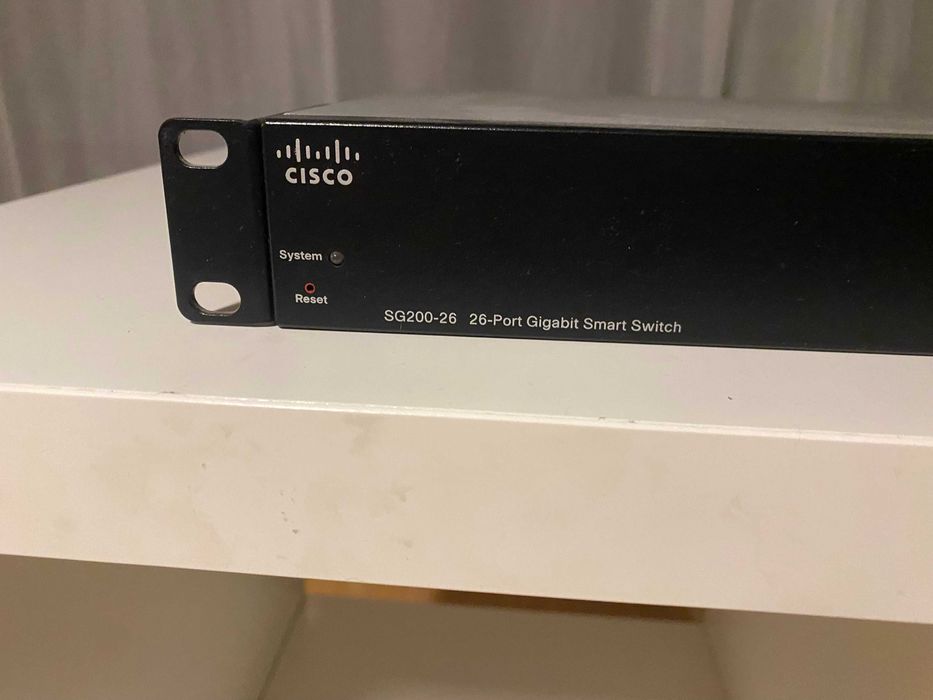 CISCO
System
Reset
SG200-26 26-Port Gigabit Smart Switch